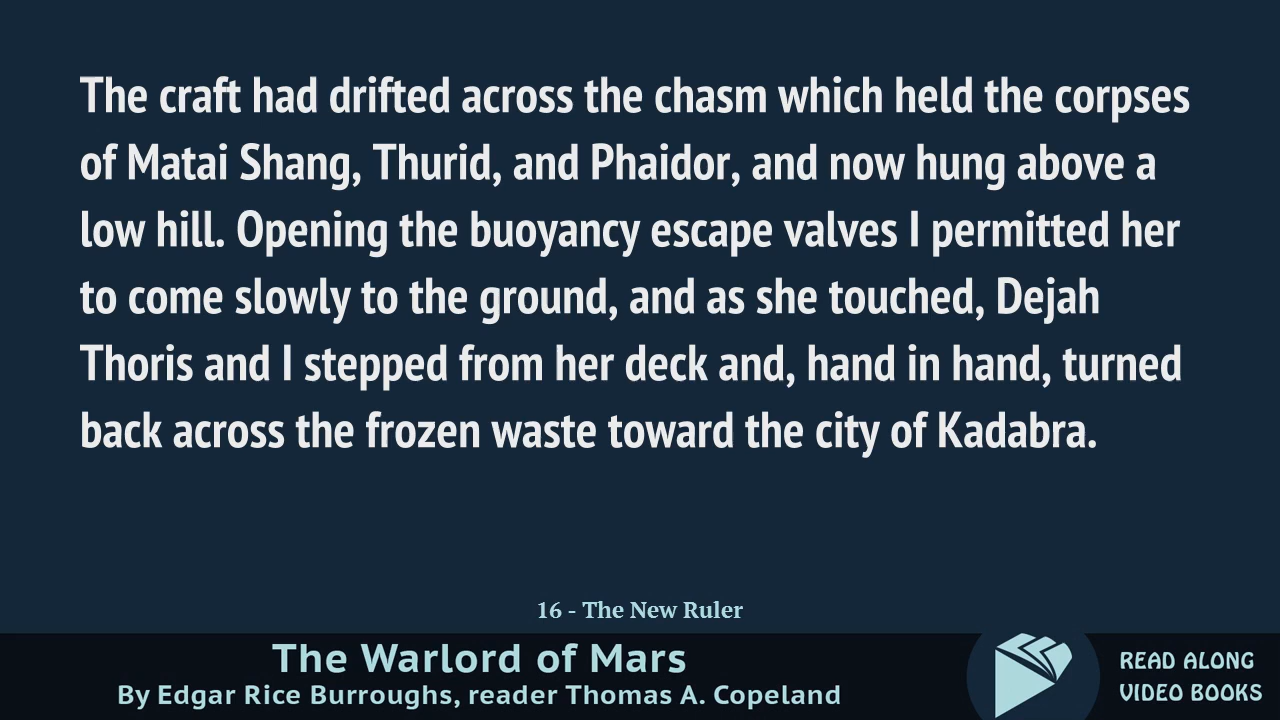 The craft had drifted across the chasm which held the corpses
of Matai Shang, Thurid, and Phaidor, and now hung above a
low hill. Opening the buoyancy escape valves I permitted her
to come slowly to the ground, and as she touched, Dejah
Thoris and I stepped from her deck and, hand in hand, turned
back across the frozen waste toward the city of Kadabra.
16 - The New Ruler
The Warlord of Mars
By Edgar Rice Burroughs, reader Thomas A. Copeland
READ ALONG
VIDEO BOOKS